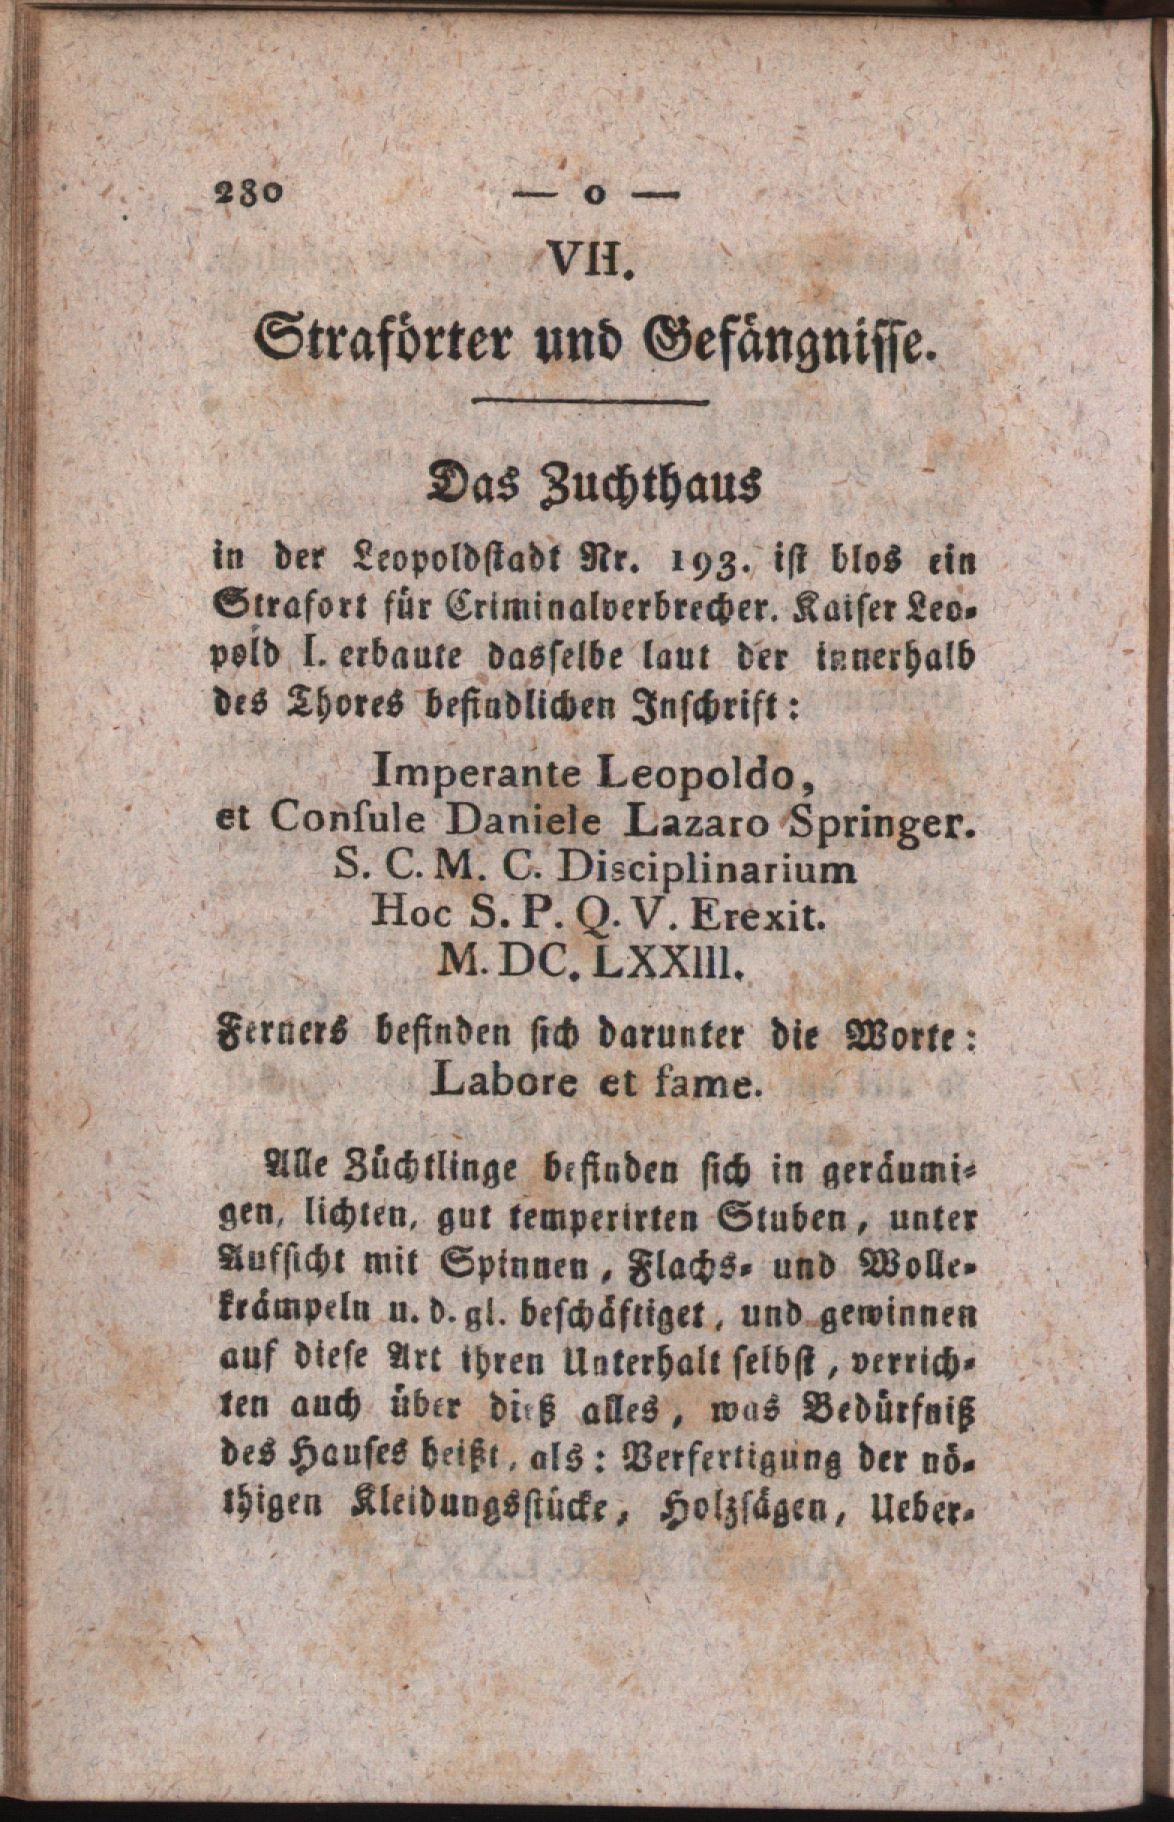 230 — o —
VII.
Straförter und Gefängnisse.
Das Zuchthaus
in der Leopoldstadt Nr. 193. ist blos ein
Strafort für Criminalverbrecher. Kaiser Leo-
pold I. erbaute dasselbe laut der innerhalb
des Thores befindlichen Inschrift:
Imperante Leopoldo,
et Conſule Daniele Lazaro Springer.
S. C. M. C. Disciplinarium
Hoc S. P. Q. V. Erexit.
M. DC. LXXIII.
Ferners befinden sich darunter die Worte:
Labore et fame.
Alle Züchtlinge befinden sich in geräumi-
gen, lichten, gut temperirten Stuben, unter
Aufsicht mit Spinnen, Flachs- und Wolle-
krämpeln u. d. gl. beschäftiget, und gewinnen
auf diese Art ihren Unterhalt selbst, verrich-
ten auch über dieß alles, was Bedürfniß
des Hauses heißt, als: Verfertigung der nö-
thigen Kleidungsstücke, Holzsägen, Ueber-